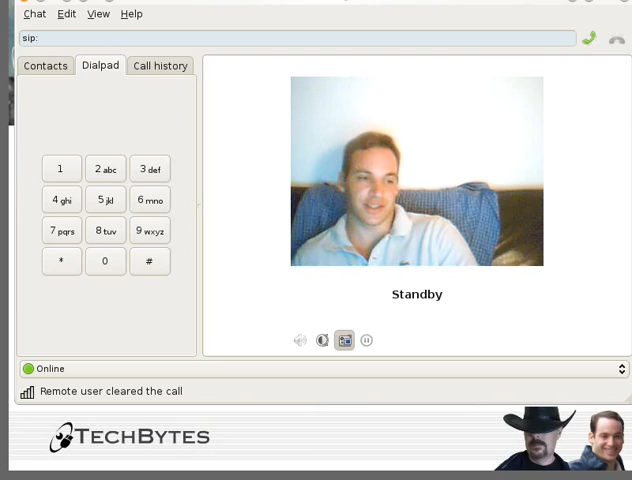 Chat Edit View Help
sip:
Contacts Dialpad Call history
1 2 abc 3 def
4 ghi 5 jkl 6 mno
7 pqrs 8 tuv 9 wxyz
* 0 #
Standby
Online
Remote user cleared the call
TECHBYTES